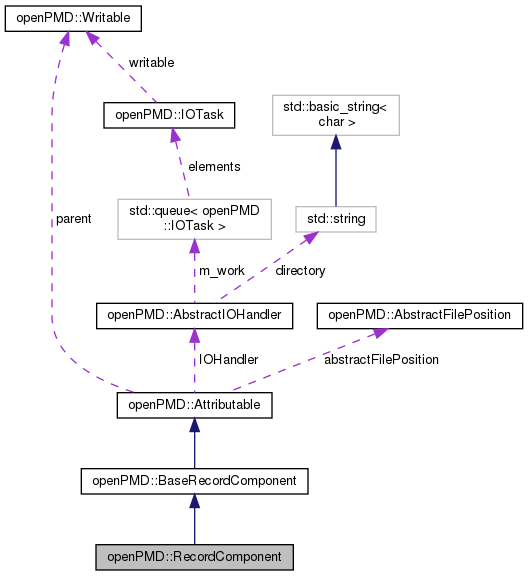 openPMD::Writable
writable
openPMD::IOTask
std::basic_string<
char >
elements
parent
std::queue< openPMD
::IOTask >
std::string
m_work
directory
openPMD::AbstractIOHandler
openPMD::AbstractFilePosition
IOHandler
abstractFilePosition
openPMD::Attributable
openPMD::BaseRecordComponent
openPMD::RecordComponent